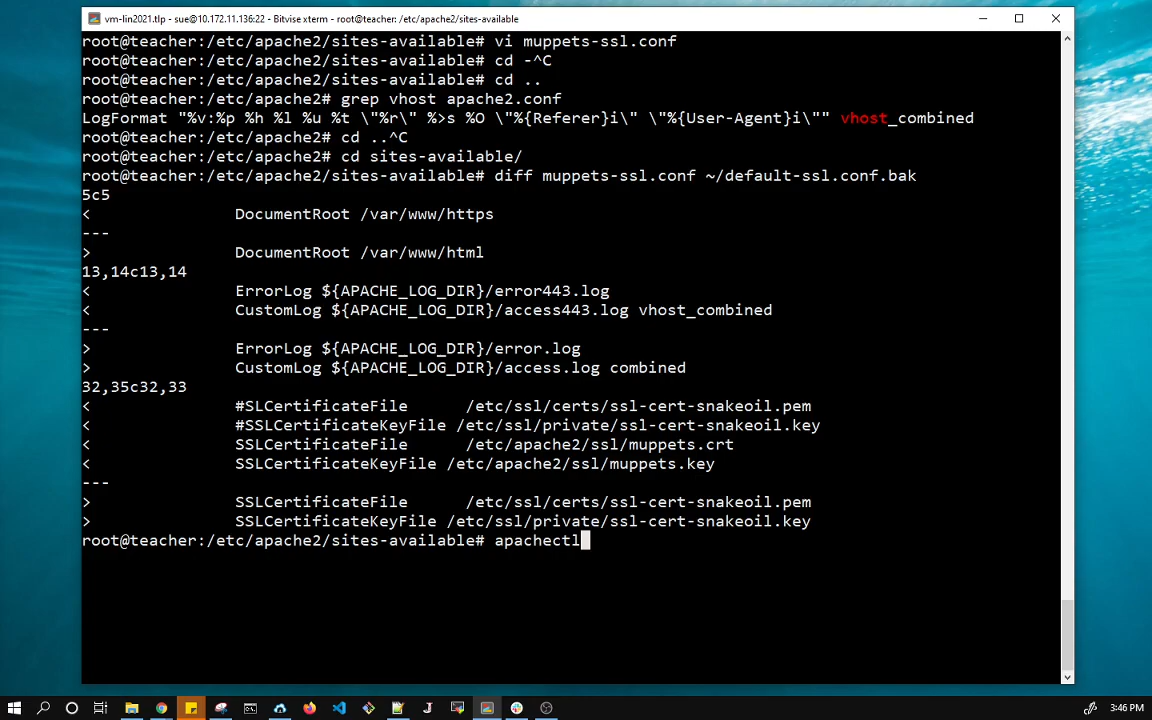 vm-lin2021.tlp - sue@10.172.11.136:22 - Bitvise xterm - root@teacher: /etc/apache2/sites-available
root@teacher:/etc/apache2/sites-available# vi muppets-ssl.conf
root@teacher:/etc/apache2/sites-available# cd -^C
root@teacher:/etc/apache2/sites-available# cd ..
root@teacher:/etc/apache2# grep vhost apache2.conf
LogFormat "%v:%p %h %l %u %t \"%r\" %>s %O \"%{Referer}i\" \"%{User-Agent}i\"" vhost_combined
root@teacher:/etc/apache2# cd ..^C
root@teacher:/etc/apache2# cd sites-available/
root@teacher:/etc/apache2/sites-available# diff muppets-ssl.conf ~/default-ssl.conf.bak
5c5
<               DocumentRoot /var/www/https
---
>               DocumentRoot /var/www/html
13,14c13,14
<               ErrorLog ${APACHE_LOG_DIR}/error443.log
<               CustomLog ${APACHE_LOG_DIR}/access443.log vhost_combined
---
>               ErrorLog ${APACHE_LOG_DIR}/error.log
>               CustomLog ${APACHE_LOG_DIR}/access.log combined
32,35c32,33
<               #SLCertificateFile      /etc/ssl/certs/ssl-cert-snakeoil.pem
<               #SSLCertificateKeyFile /etc/ssl/private/ssl-cert-snakeoil.key
<               SSLCertificateFile      /etc/apache2/ssl/muppets.crt
<               SSLCertificateKeyFile /etc/apache2/ssl/muppets.key
---
>               SSLCertificateFile      /etc/ssl/certs/ssl-cert-snakeoil.pem
>               SSLCertificateKeyFile /etc/ssl/private/ssl-cert-snakeoil.key
root@teacher:/etc/apache2/sites-available# apachectl
3:46 PM